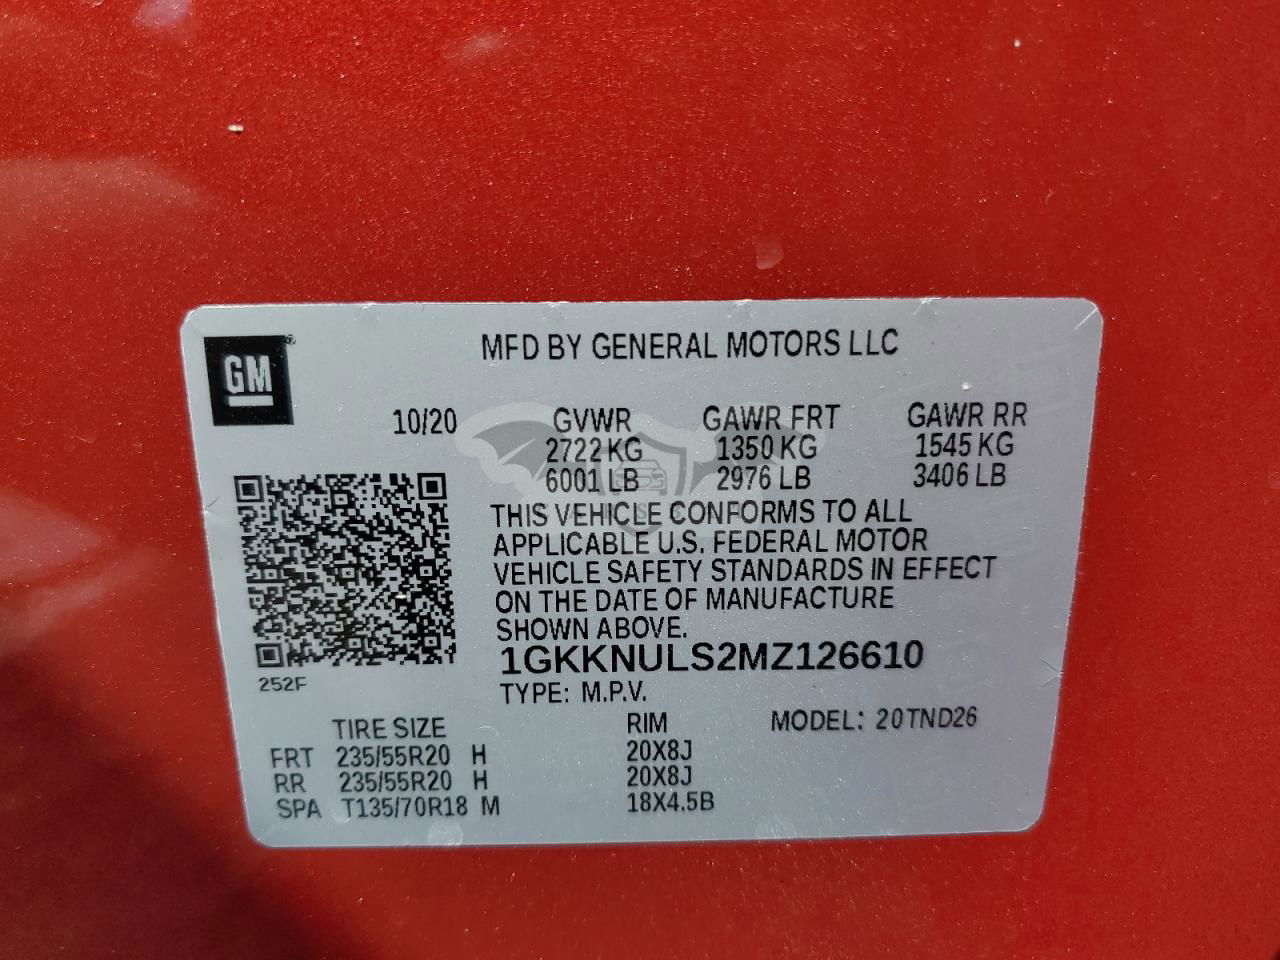 GM®
MFD BY GENERAL MOTORS LLC
10/20 GVWR GAWR FRT GAWR RR
2722 KG 1350 KG 1545 KG
6001 LB 2976 LB 3406 LB
THIS VEHICLE CONFORMS TO ALL
APPLICABLE U.S. FEDERAL MOTOR
VEHICLE SAFETY STANDARDS IN EFFECT
ON THE DATE OF MANUFACTURE
SHOWN ABOVE.
1GKKNULS2MZ126610
252F
TYPE: M.P.V.
TIRE SIZE RIM MODEL: 20TND26
FRT 235/55R20 H 20X8J
RR 235/55R20 H 20X8J
SPA T135/70R18 M 18X4.5B